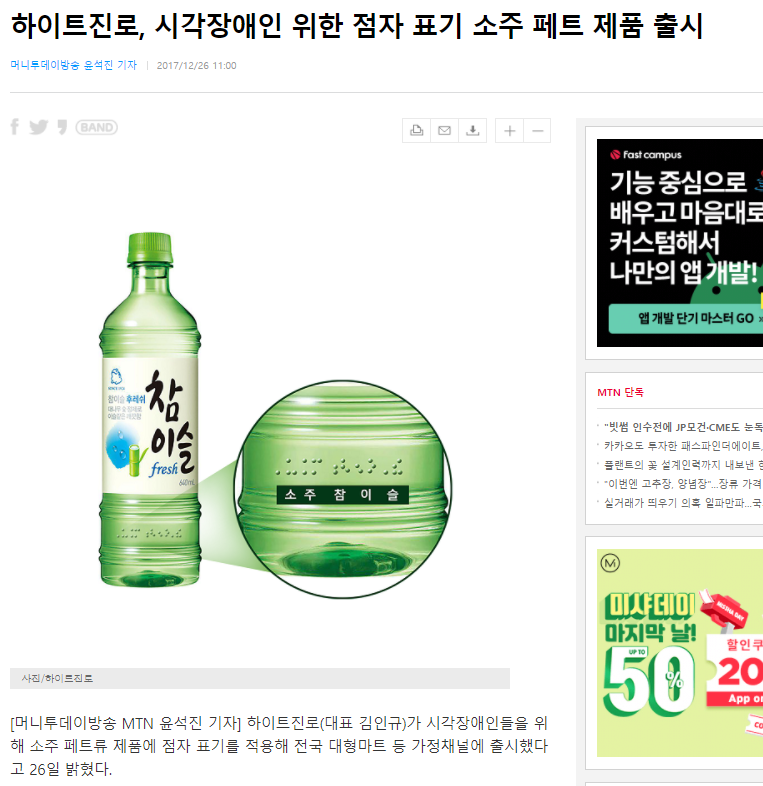 하이트진로, 시각장애인 위한 점자 표기 소주 페트 제품 출시
머니투데이방송 윤석진 기자
2017/12/26 11:00
BAND
fast campus
기능 중심으로
배우고 마음대로
커스텀해서
나만의 앱 개발!
앱 개발 단기 마스터 GO »
참이슬 후레쉬
참
이슬
fresh
소 주 참 이 슬
MTN 단독
"빗썸 인수전에 JP모건·CME도 눈독
카카오도 투자한 패스파인더에이트,
플랜트의 꽃 설계인력까지 내보낸
"이번엔 고추장, 양념장"...장류 가격
실거래가 띄우기 의혹 일파만파...국
M
미샤데이
마지막 날!
MISSHA DAY
UP TO
50%
할인쿠
20
App on
사진/하이트진로
[머니투데이방송 MTN 윤석진 기자] 하이트진로(대표 김인규)가 시각장애인들을 위
해 소주 페트류 제품에 점자 표기를 적용해 전국 대형마트 등 가정채널에 출시했다
고 26일 밝혔다.